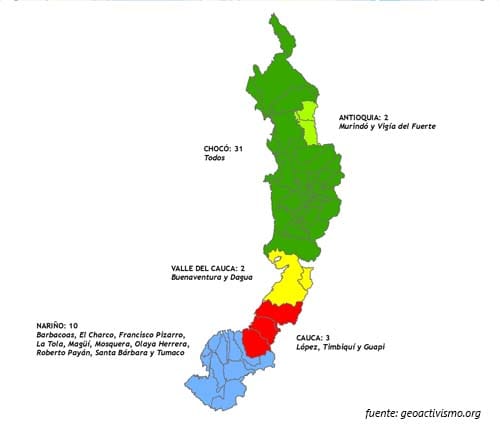 ANTIOQUIA: 2
Murindó y Vigía del Fuerte
CHOCÓ: 31
Todos
VALLE DEL CAUCA: 2
Buenaventura y Dagua
NARIÑO: 10
Barbacoas, El Charco, Francisco Pizarro,
La Tola, Magüí, Mosquera, Olaya Herrera,
Roberto Payán, Santa Bárbara y Tumaco
CAUCA: 3
López, Timbiquí y Guapi
fuente: geoactivismo.org